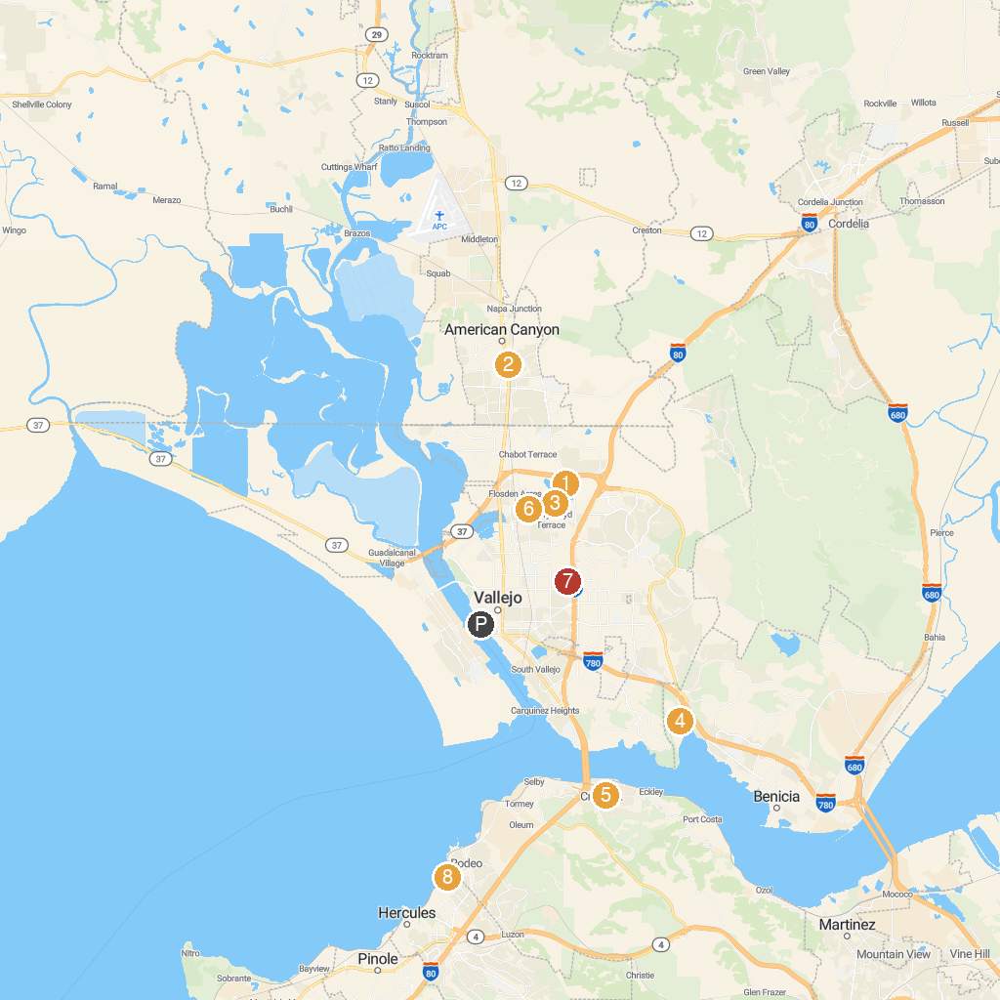 29
Rocktram
12
Green Valley
Stanly
Suscol
Shellville Colony
Rockville
Willota
Thompson
Russell
Ratto Landing
Cuttings Wharf
12
Ramal
Merazo
Buchli
APC
Cordelia Junction
Thomasson
Wingo
Brazos
Middleton
Creston
12
80
Cordelia
Squab
Napa Junction
American Canyon
80
2
680
37
37
Chabot Terrace
1
Flosden Acres
3
6
Terrace
37
37
Pierce
Guadalcanal
Village
7
680
Vallejo
P
Bahia
780
South Vallejo
Carquinez Heights
4
680
Selby
5
Eckley
Benicia
780
Tormey
Oleum
Port Costa
Rodeo
8
Ozol
Mococo
Hercules
Martinez
4
Luzon
4
Nitro
Pinole
Mountain View
Vine Hill
Bayview
80
Sobrante
Christie
Glen Frazer